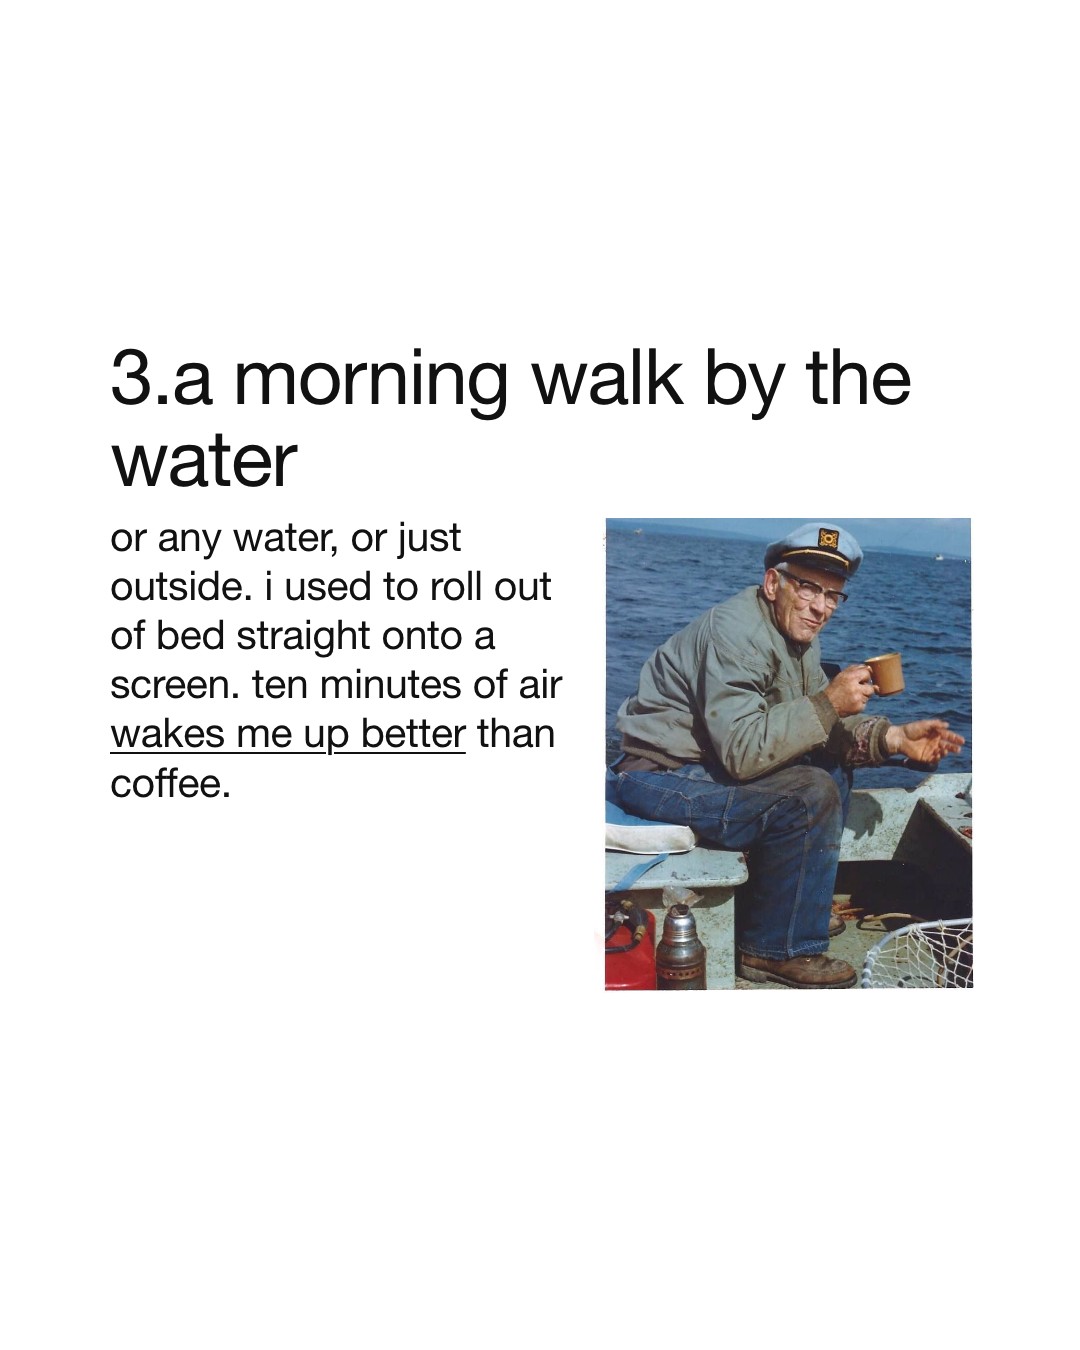 3.a morning walk by the
water
or any water, or just
outside. i used to roll out
of bed straight onto a
screen. ten minutes of air
wakes me up better than
coffee.